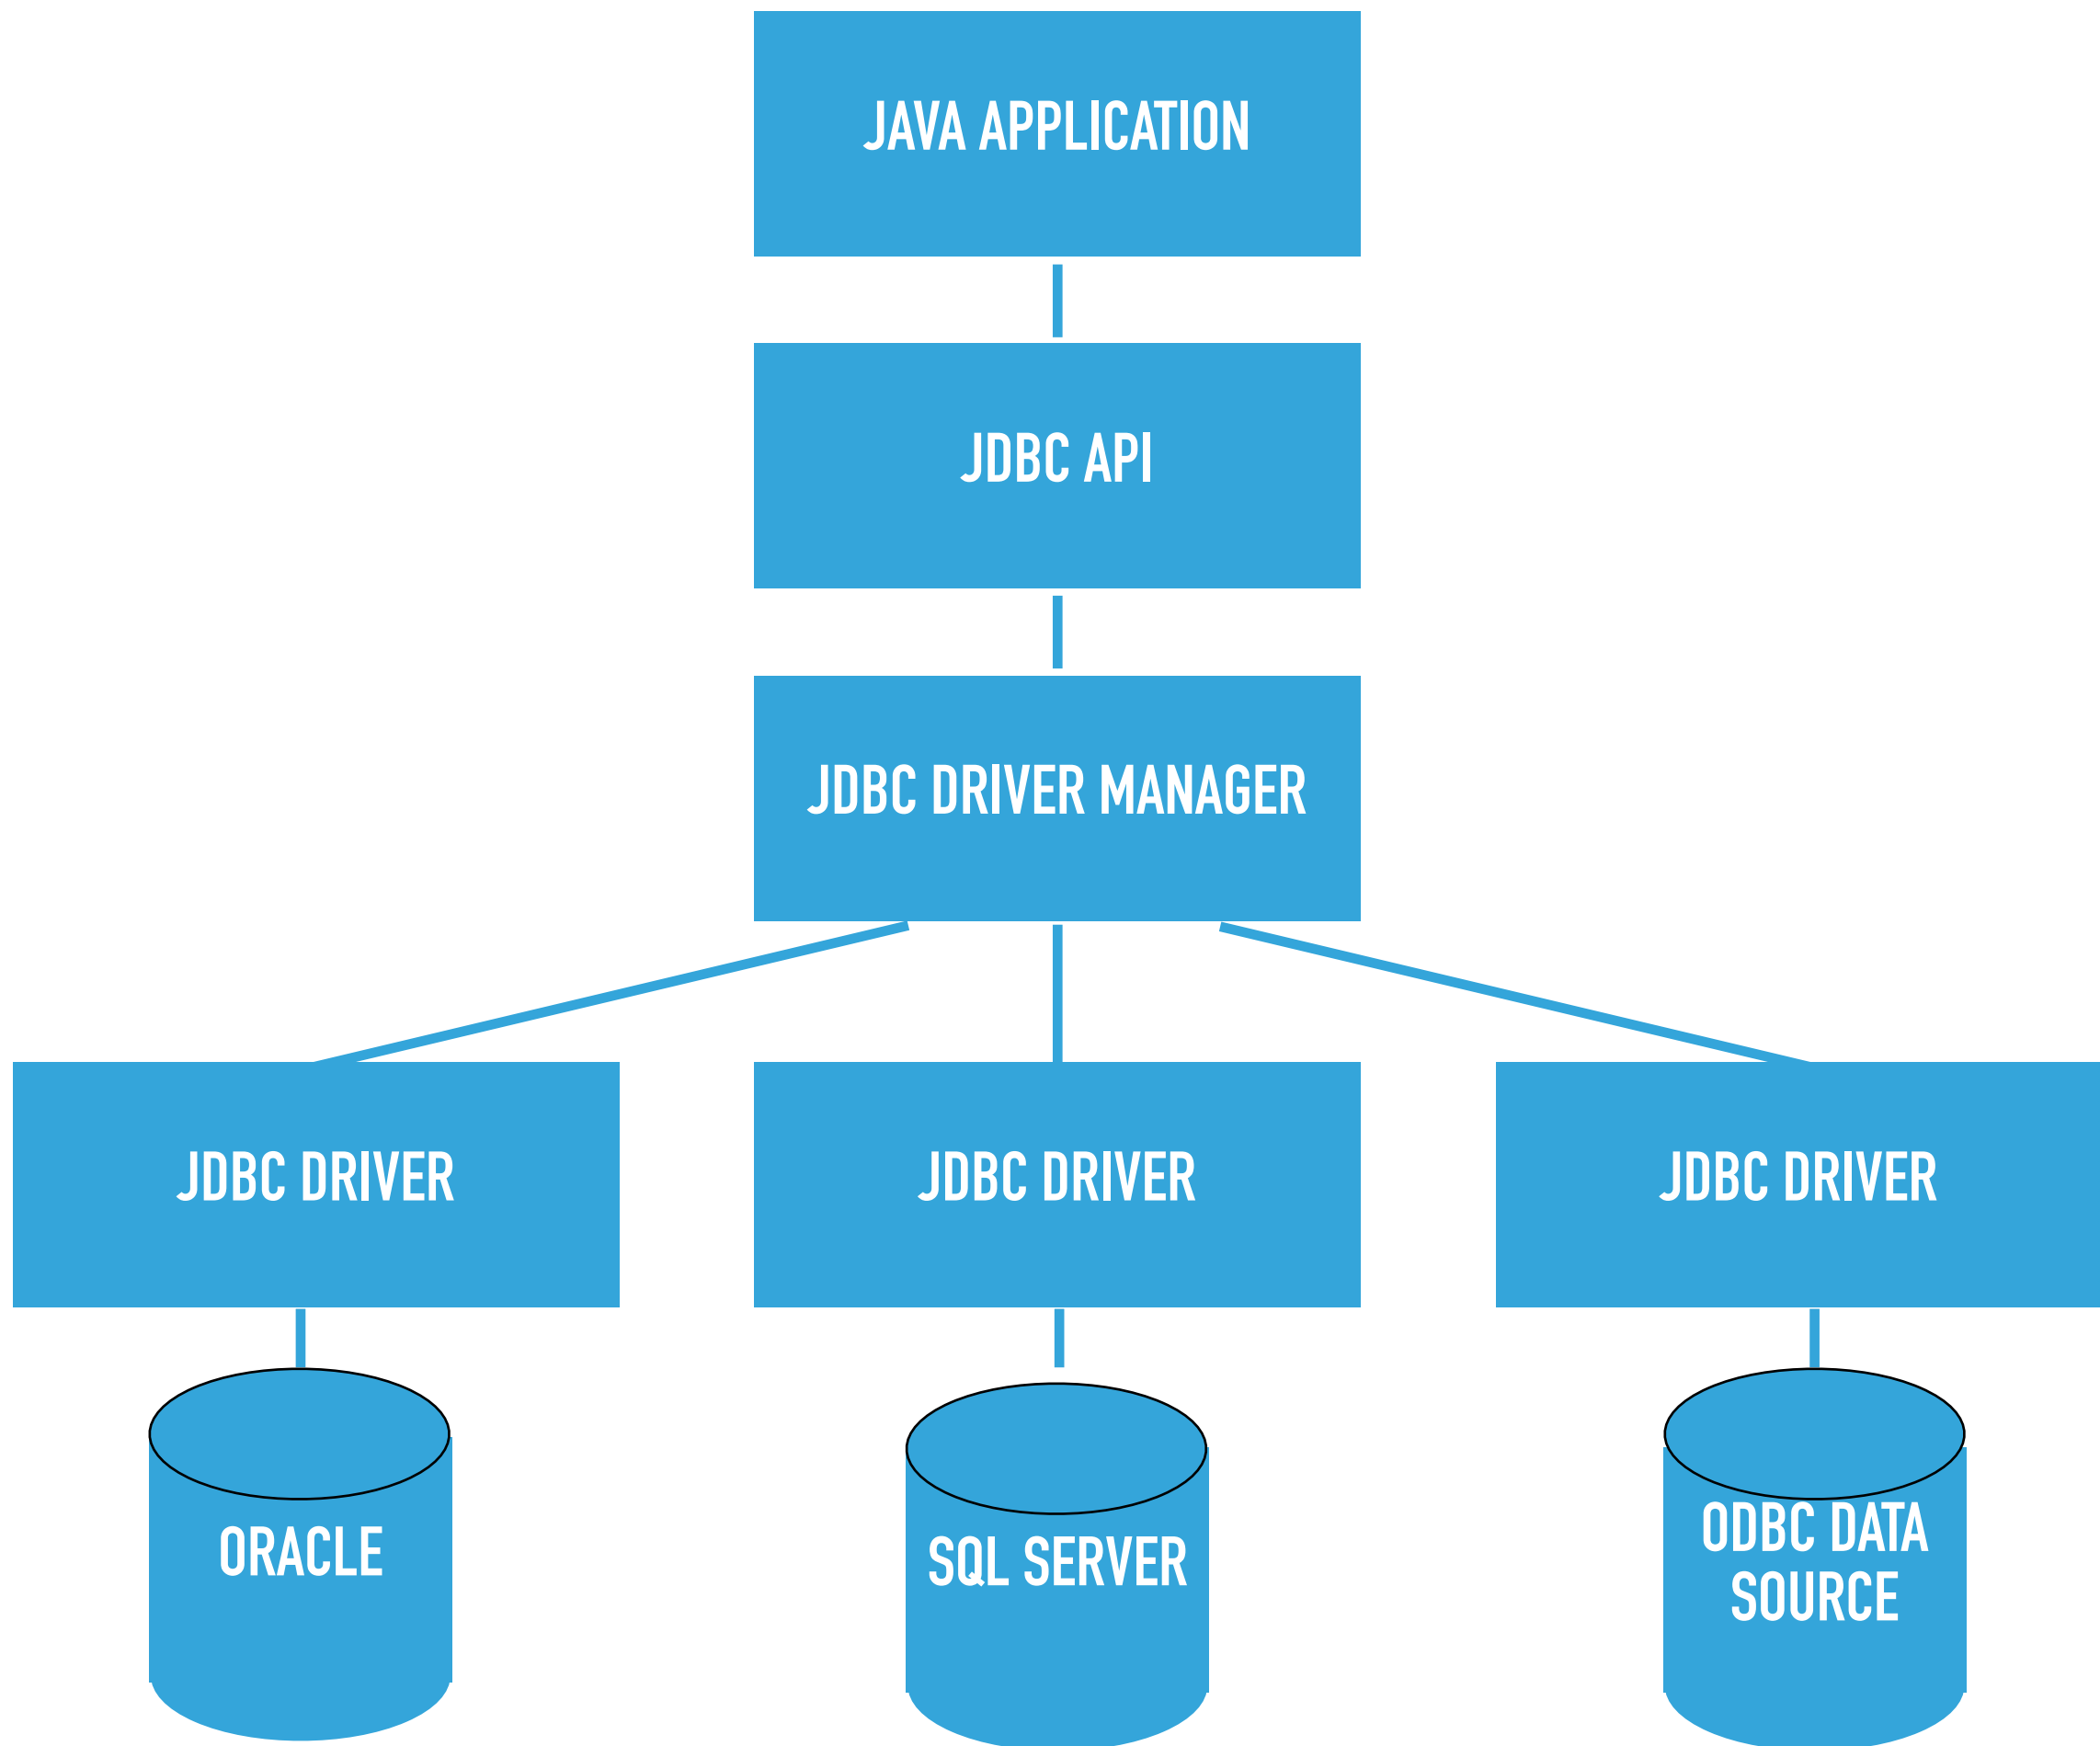 JAVA APPLICATION
JDBC API
JDBC DRIVER MANAGER
JDBC DRIVER
JDBC DRIVER
JDBC DRIVER
ORACLE
SQL SERVER
ODBC DATA
SOURCE